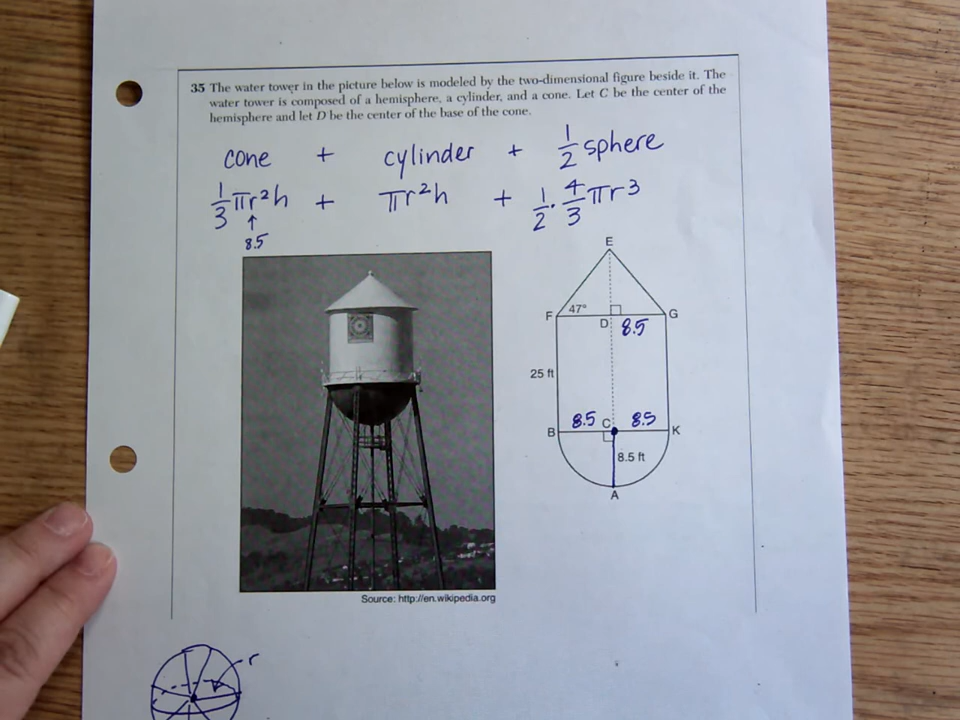 35 The water tower in the picture below is modeled by the two-dimensional figure beside it. The
water tower is composed of a hemisphere, a cylinder, and a cone. Let C be the center of the
hemisphere and let D be the center of the base of the cone.
cone + cylinder + 1/2 sphere
1/3 πr²h + πr²h + 1/2 · 4/3 πr³
↑
8.5
E
F 47° D 8.5 G
25 ft
B 8.5 C 8.5 K
8.5 ft
A
Source: http://en.wikipedia.org
r